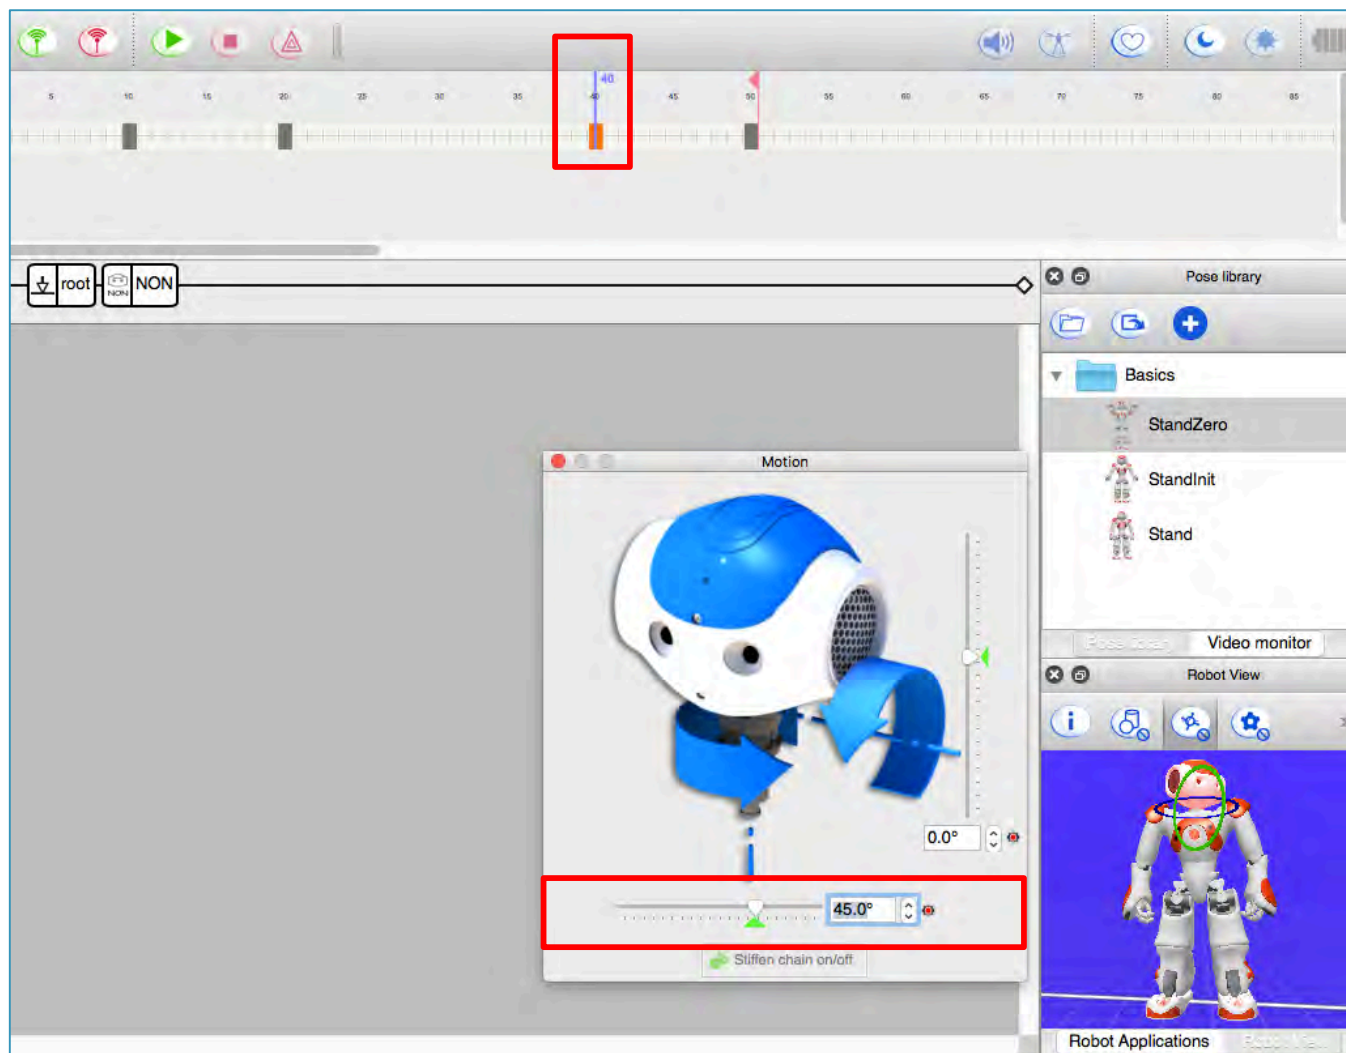 40
5 10 15 20 25 30 35 40 45 50 55 60 65 70 75 80 85
root NON NON
Pose library
Basics
StandZero
StandInit
Stand
Motion
Video monitor
Robot View
0.0°
45.0°
Stiffen chain on/off
Robot Applications